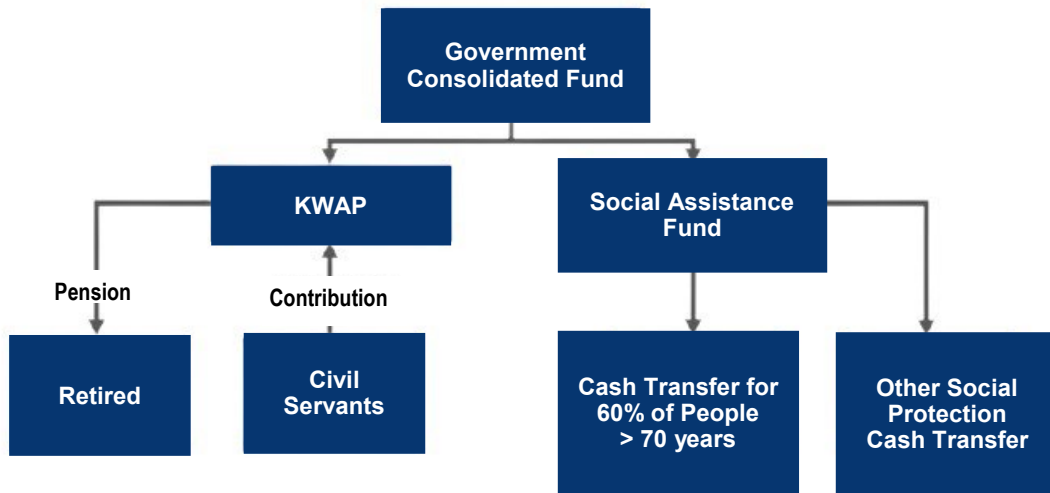 Government
Consolidated Fund
KWAP
Social Assistance
Fund
Pension
Contribution
Retired
Civil
Servants
Cash Transfer for
60% of People
> 70 years
Other Social
Protection
Cash Transfer